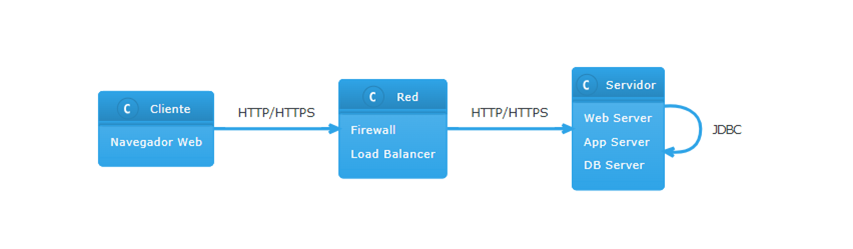 C Cliente
Navegador Web
HTTP/HTTPS
C Red
Firewall
Load Balancer
HTTP/HTTPS
C Servidor
Web Server
App Server
DB Server
JDBC